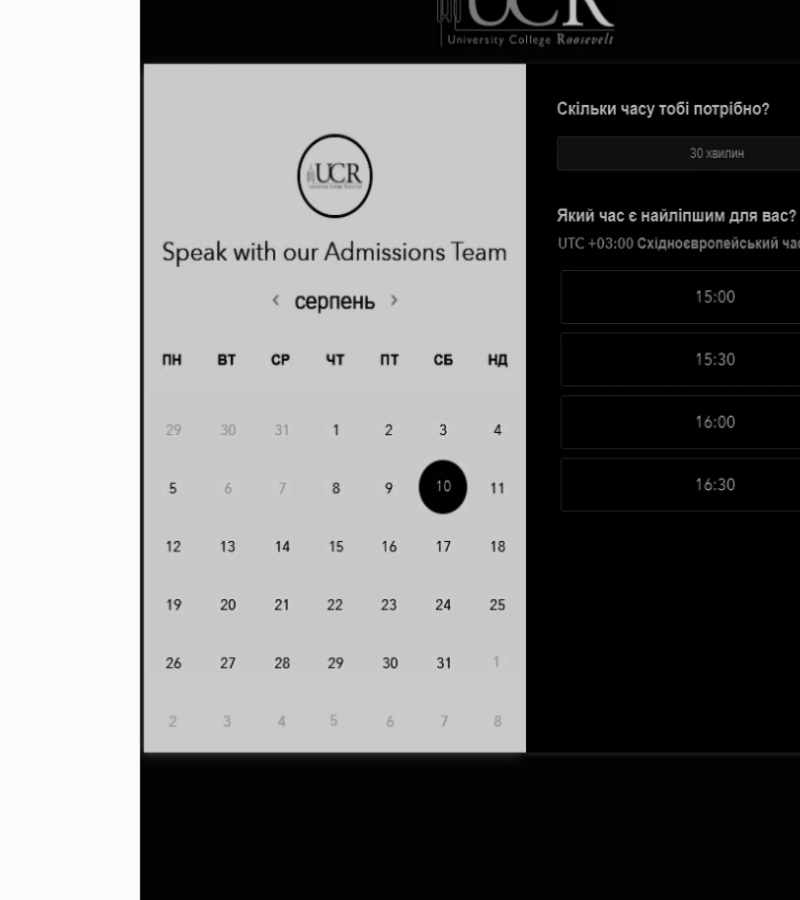 UCR
University College Roosevelt
UCR
Speak with our Admissions Team
‹ серпень ›
ПН ВТ СР ЧТ ПТ СБ НД
29 30 31 1 2 3 4
5 6 7 8 9 10 11
12 13 14 15 16 17 18
19 20 21 22 23 24 25
26 27 28 29 30 31 1
2 3 4 5 6 7 8
Скільки часу тобі потрібно?
30 хвилин
Який час є найліпшим для вас?
UTC +03:00 Східноєвропейський час
15:00
15:30
16:00
16:30